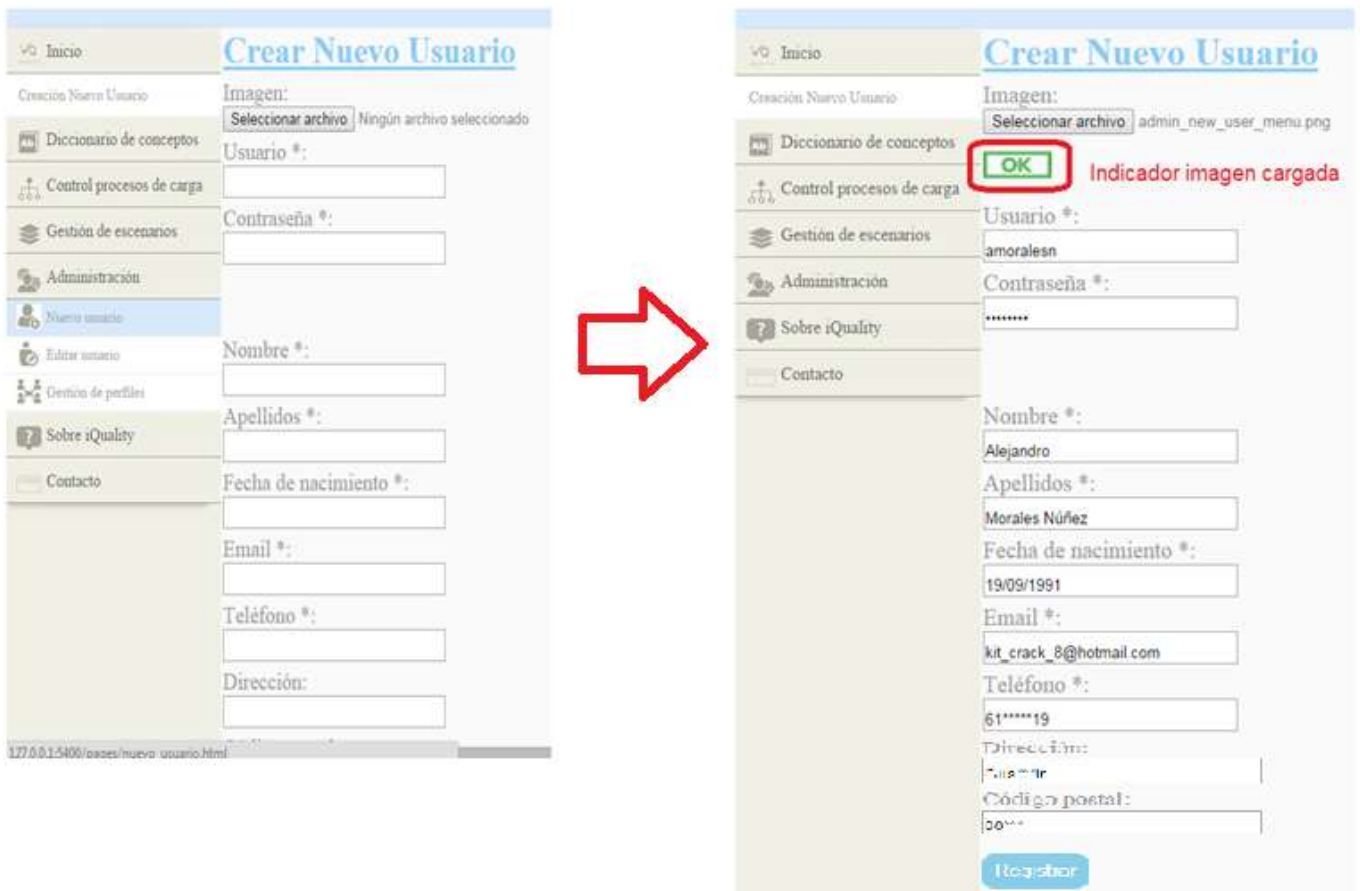 Inicio
Creación Nuevo Usuario
Diccionario de conceptos
Control procesos de carga
Gestión de escenarios
Administración
Nuevo usuario
Editar usuario
Gestión de perfiles
Sobre iQuality
Contacto
Crear Nuevo Usuario
Imagen:
Seleccionar archivo Ningún archivo seleccionado
Usuario *:
Contraseña *:
Nombre *:
Apellidos *:
Fecha de nacimiento *:
Email *:
Teléfono *:
Dirección:
127.0.0.1:5400/pages/nuevo_usuario.html
Inicio
Creación Nuevo Usuario
Diccionario de conceptos
Control procesos de carga
Gestión de escenarios
Administración
Sobre iQuality
Contacto
Crear Nuevo Usuario
Imagen:
Seleccionar archivo admin_new_user_menu.png
OK Indicador imagen cargada
Usuario *:
amoralesn
Contraseña *:
••••••••
Nombre *:
Alejandro
Apellidos *:
Morales Núñez
Fecha de nacimiento *:
19/09/1991
Email *:
kit_crack_8@hotmail.com
Teléfono *:
61*****19
Dirección:
Código postal:
Registrar